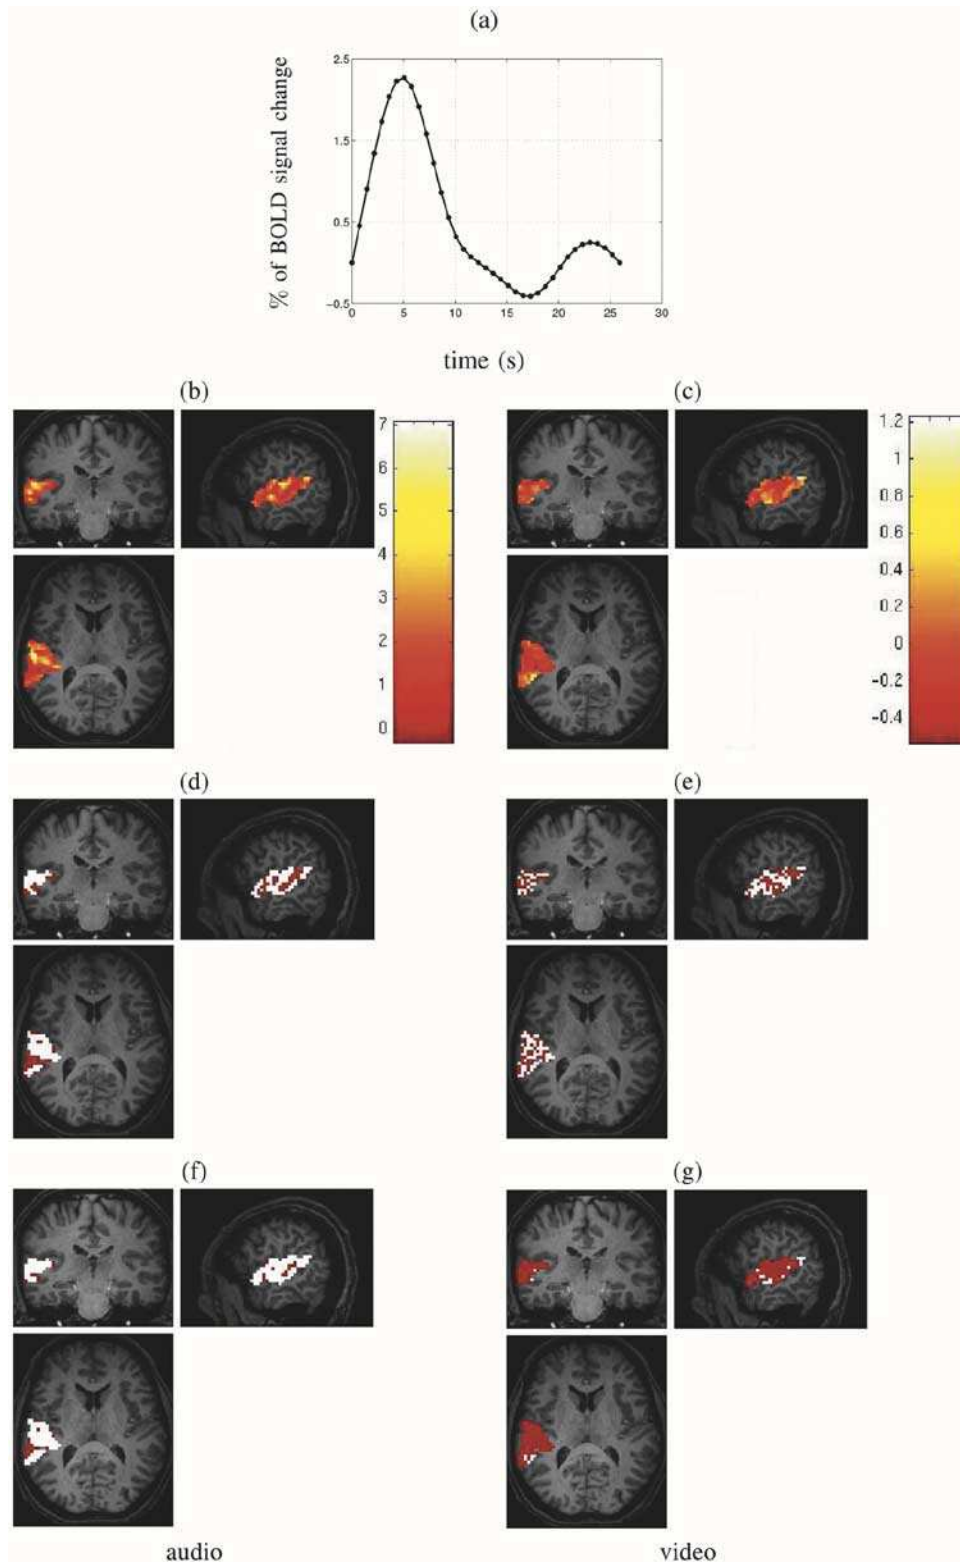 (a)
% of BOLD signal change
2.5
1.5
0.5
−0.5
0 5 10 15 20 25 30
time (s)
(b)
(c)
7
6
5
4
3
2
1
0
1.2
1
0.8
0.6
0.4
0.2
0
-0.2
-0.4
(d)
(e)
(f)
(g)
audio
video